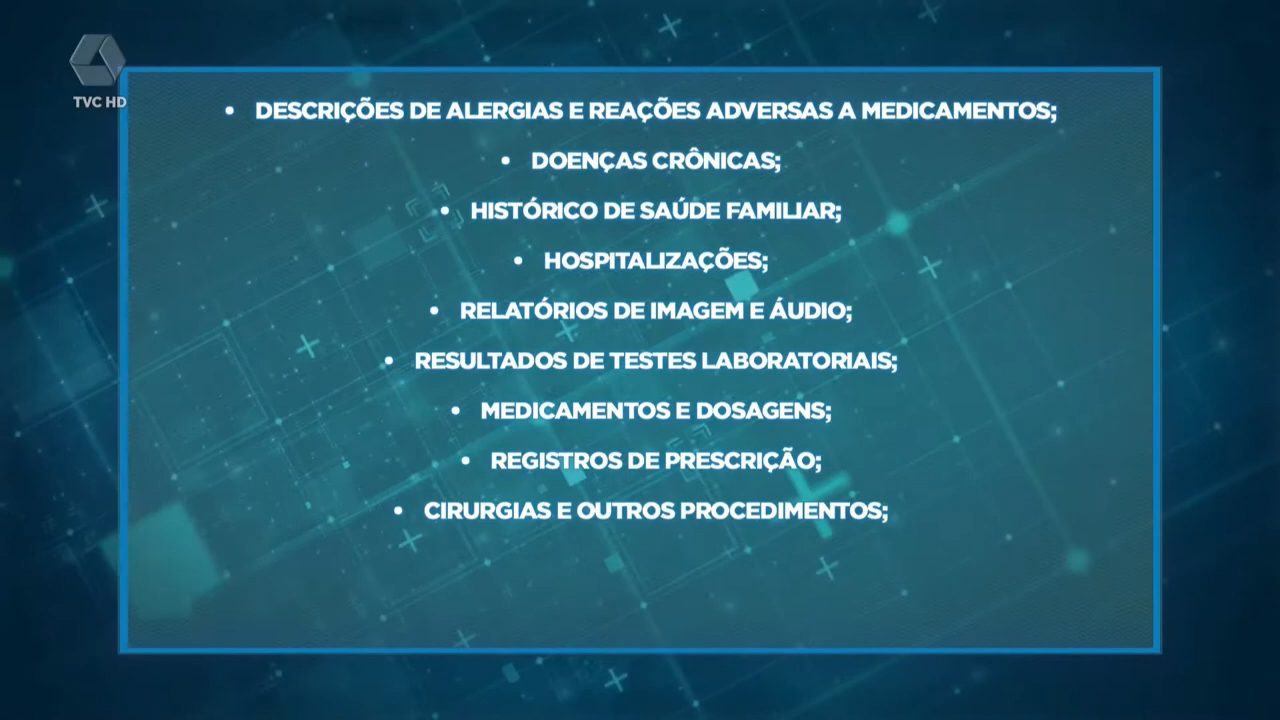 TVC HD
• DESCRIÇÕES DE ALERGIAS E REAÇÕES ADVERSAS A MEDICAMENTOS;
• DOENÇAS CRÔNICAS;
• HISTÓRICO DE SAÚDE FAMILIAR;
• HOSPITALIZAÇÕES;
• RELATÓRIOS DE IMAGEM E ÁUDIO;
• RESULTADOS DE TESTES LABORATORIAIS;
• MEDICAMENTOS E DOSAGENS;
• REGISTROS DE PRESCRIÇÃO;
• CIRURGIAS E OUTROS PROCEDIMENTOS;